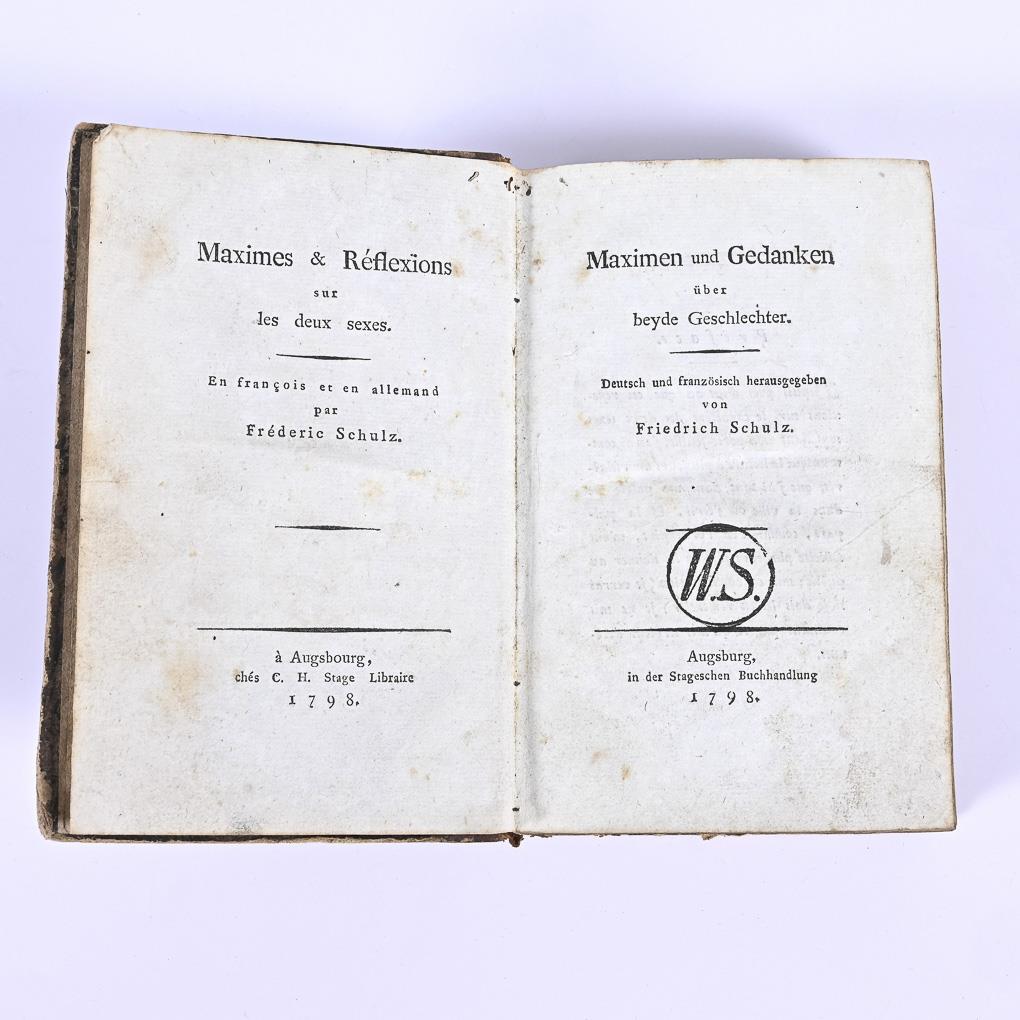 Maximes & Réflexions
sur
les deux sexes.
En françois et en allemand
par
Fréderic Schulz.
à Augsbourg,
chés C. H. Stage Libraire
1798.
Maximen und Gedanken
über
beyde Geschlechter.
Deutsch und französisch herausgegeben
von
Friedrich Schulz.
W.S.
Augsburg,
in der Stageschen Buchhandlung
1798.